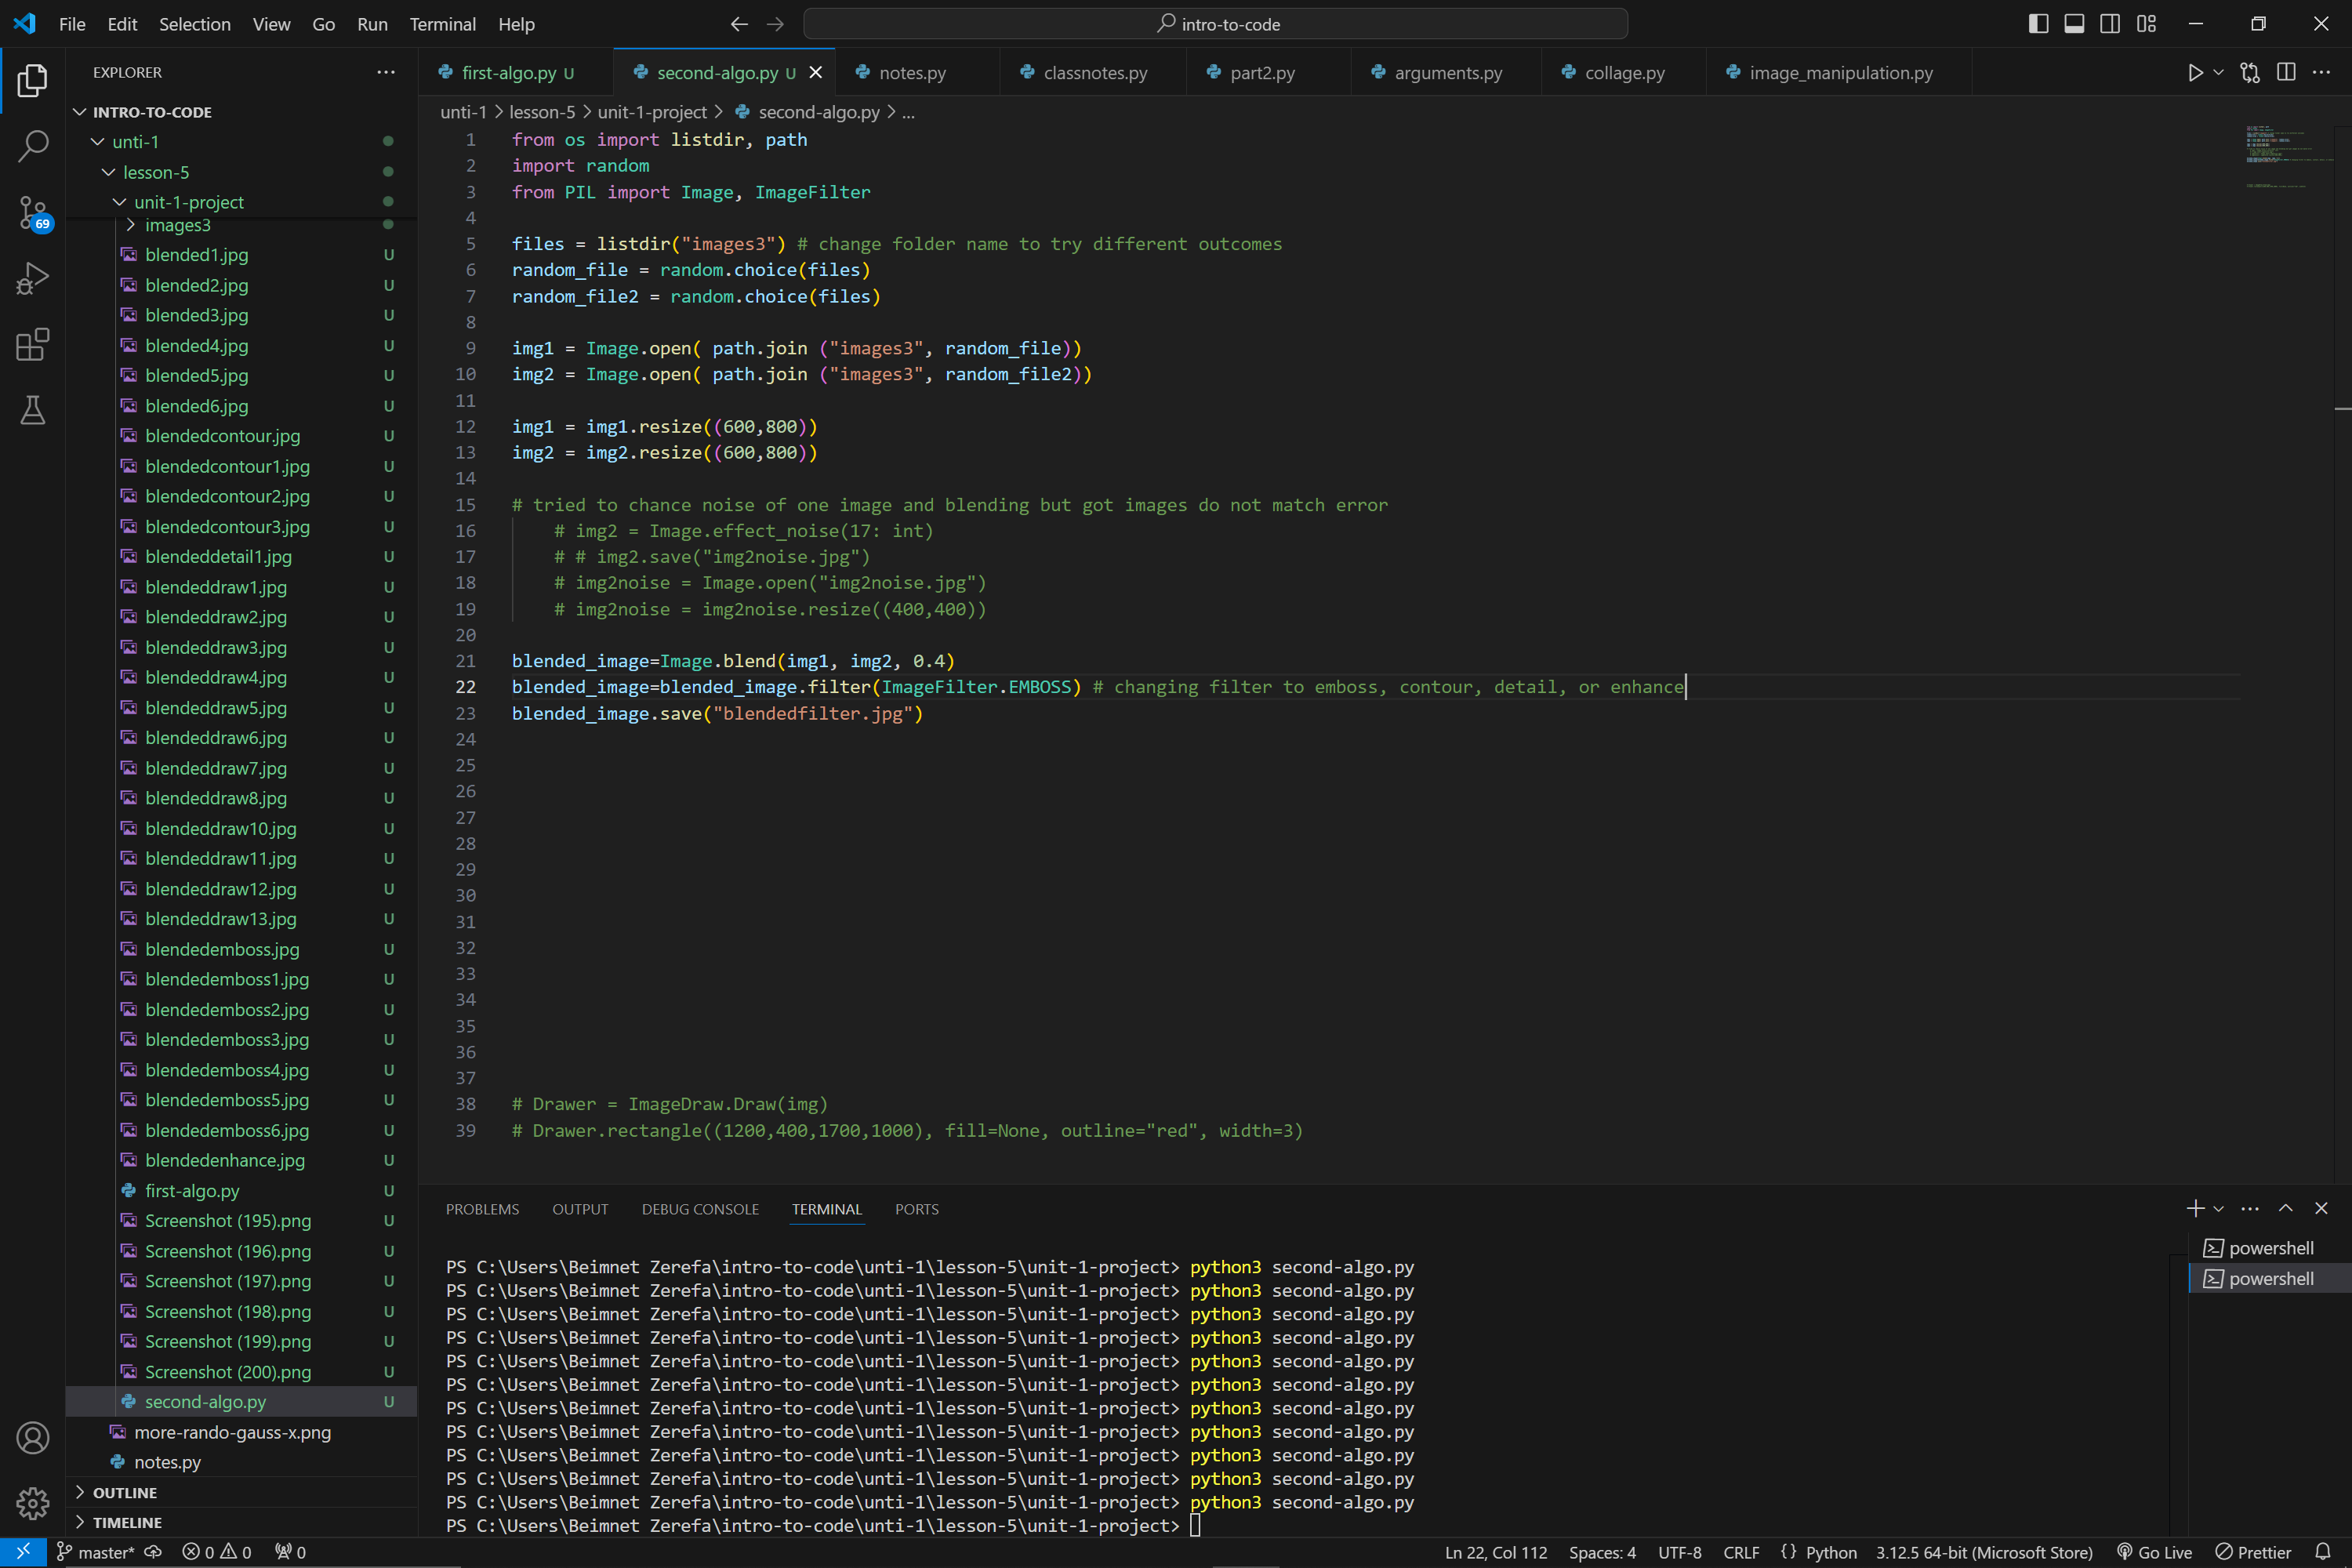 File Edit Selection View Go Run Terminal Help
intro-to-code
EXPLORER
INTRO-TO-CODE
unti-1
lesson-5
unit-1-project
images3
blended1.jpg U
blended2.jpg U
blended3.jpg U
blended4.jpg U
blended5.jpg U
blended6.jpg U
blendedcontour.jpg U
blendedcontour1.jpg U
blendedcontour2.jpg U
blendedcontour3.jpg U
blendeddetail1.jpg U
blendeddraw1.jpg U
blendeddraw2.jpg U
blendeddraw3.jpg U
blendeddraw4.jpg U
blendeddraw5.jpg U
blendeddraw6.jpg U
blendeddraw7.jpg U
blendeddraw8.jpg U
blendeddraw10.jpg U
blendeddraw11.jpg U
blendeddraw12.jpg U
blendeddraw13.jpg U
blendedemboss.jpg U
blendedemboss1.jpg U
blendedemboss2.jpg U
blendedemboss3.jpg U
blendedemboss4.jpg U
blendedemboss5.jpg U
blendedemboss6.jpg U
blendedenhance.jpg U
first-algo.py U
Screenshot (195).png U
Screenshot (196).png U
Screenshot (197).png U
Screenshot (198).png U
Screenshot (199).png U
Screenshot (200).png U
second-algo.py U
more-rando-gauss-x.png
notes.py
OUTLINE
TIMELINE
69
first-algo.py U second-algo.py U notes.py classnotes.py part2.py arguments.py collage.py image_manipulation.py
unti-1 > lesson-5 > unit-1-project > second-algo.py > ...
1 from os import listdir, path
2 import random
3 from PIL import Image, ImageFilter
4
5 files = listdir("images3") # change folder name to try different outcomes
6 random_file = random.choice(files)
7 random_file2 = random.choice(files)
8
9 img1 = Image.open( path.join ("images3", random_file))
10 img2 = Image.open( path.join ("images3", random_file2))
11
12 img1 = img1.resize((600,800))
13 img2 = img2.resize((600,800))
14
15 # tried to chance noise of one image and blending but got images do not match error
16 # img2 = Image.effect_noise(17: int)
17 # # img2.save("img2noise.jpg")
18 # img2noise = Image.open("img2noise.jpg")
19 # img2noise = img2noise.resize((400,400))
20
21 blended_image=Image.blend(img1, img2, 0.4)
22 blended_image=blended_image.filter(ImageFilter.EMBOSS) # changing filter to emboss, contour, detail, or enhance
23 blended_image.save("blendedfilter.jpg")
24
25
26
27
28
29
30
31
32
33
34
35
36
37
38 # Drawer = ImageDraw.Draw(img)
39 # Drawer.rectangle((1200,400,1700,1000), fill=None, outline="red", width=3)
PROBLEMS OUTPUT DEBUG CONSOLE TERMINAL PORTS
PS C:\Users\Beimnet Zerefa\intro-to-code\unti-1\lesson-5\unit-1-project> python3 second-algo.py
PS C:\Users\Beimnet Zerefa\intro-to-code\unti-1\lesson-5\unit-1-project> python3 second-algo.py
PS C:\Users\Beimnet Zerefa\intro-to-code\unti-1\lesson-5\unit-1-project> python3 second-algo.py
PS C:\Users\Beimnet Zerefa\intro-to-code\unti-1\lesson-5\unit-1-project> python3 second-algo.py
PS C:\Users\Beimnet Zerefa\intro-to-code\unti-1\lesson-5\unit-1-project> python3 second-algo.py
PS C:\Users\Beimnet Zerefa\intro-to-code\unti-1\lesson-5\unit-1-project> python3 second-algo.py
PS C:\Users\Beimnet Zerefa\intro-to-code\unti-1\lesson-5\unit-1-project> python3 second-algo.py
PS C:\Users\Beimnet Zerefa\intro-to-code\unti-1\lesson-5\unit-1-project> python3 second-algo.py
PS C:\Users\Beimnet Zerefa\intro-to-code\unti-1\lesson-5\unit-1-project> python3 second-algo.py
PS C:\Users\Beimnet Zerefa\intro-to-code\unti-1\lesson-5\unit-1-project> python3 second-algo.py
PS C:\Users\Beimnet Zerefa\intro-to-code\unti-1\lesson-5\unit-1-project> python3 second-algo.py
PS C:\Users\Beimnet Zerefa\intro-to-code\unti-1\lesson-5\unit-1-project>
powershell
powershell
master* 0 0 0 Ln 22, Col 112 Spaces: 4 UTF-8 CRLF {} Python 3.12.5 64-bit (Microsoft Store) Go Live Prettier